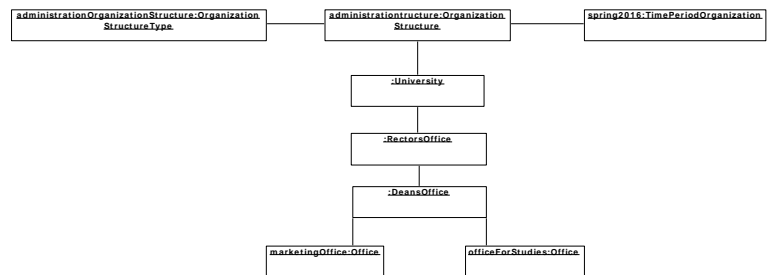 administrationOrganizationStructure:Organization
StructureType
administrationtructure:Organization
Structure
spring2016:TimePeriodOrganization
:University
:RectorsOffice
:DeansOffice
marketingOffice:Office
officeForStudies:Office